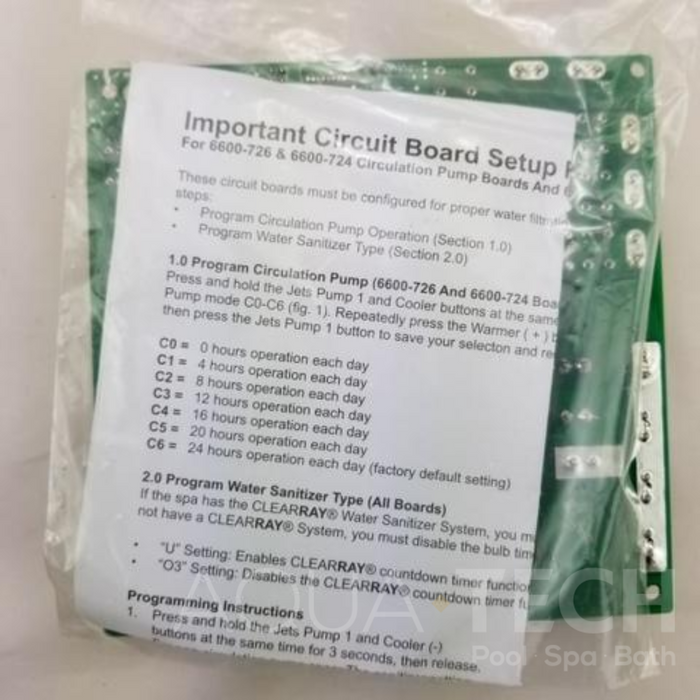 Important Circuit Board Setup
For 6600-726 & 6600-724 Circulation Pump Boards And
These circuit boards must be configured for proper water
steps:
• Program Circulation Pump Operation (Section 1.0)
• Program Water Sanitizer Type (Section 2.0)
1.0 Program Circulation Pump (6600-726 And 6600-724 Boa
Press and hold the Jets Pump 1 and Cooler buttons at the same
Pump mode C0-C6 (fig. 1). Repeatedly press the Warmer ( + ) b
then press the Jets Pump 1 button to save your selecton and re
C0 = 0 hours operation each day
C1 = 4 hours operation each day
C2 = 8 hours operation each day
C3 = 12 hours operation each day
C4 = 16 hours operation each day
C5 = 20 hours operation each day
C6 = 24 hours operation each day (factory default setting)
2.0 Program Water Sanitizer Type (All Boards)
If the spa has the CLEARRAY® Water Sanitizer System, you m
not have a CLEARRAY® System, you must disable the bulb tim
• "U" Setting: Enables CLEARRAY® countdown timer functio
• "O3" Setting: Disables the CLEARRAY® countdown timer fu
Programming Instructions
1. Press and hold the Jets Pump 1 and Cooler (-)
buttons at the same time for 3 seconds, then release.
AQUA TECH
Pool · Spa · Bath